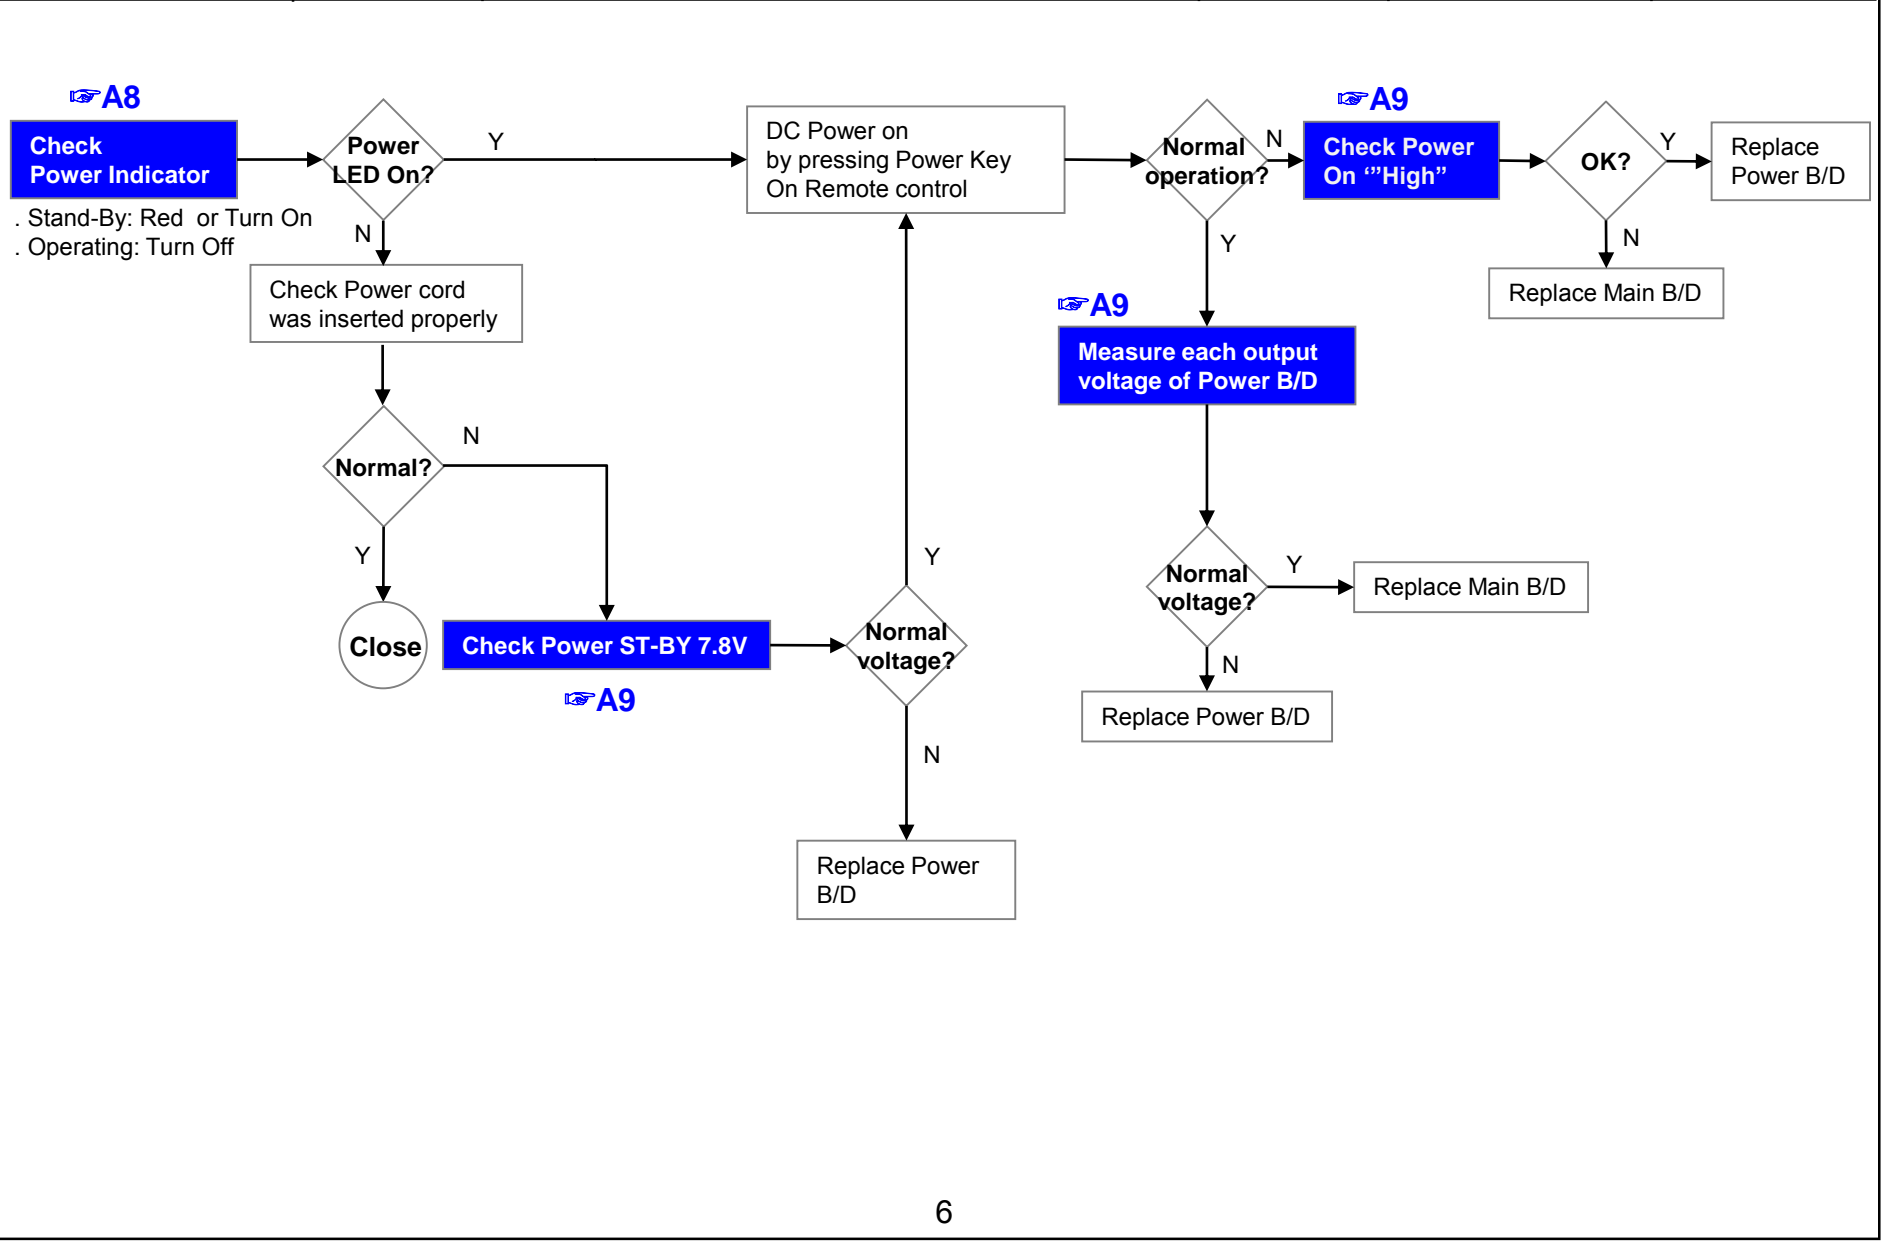 ☞A8
Check
Power Indicator
. Stand-By: Red or Turn On
. Operating: Turn Off
Power
LED On?
Y
N
Check Power cord
was inserted properly
Normal?
N
Y
Close
Check Power ST-BY 7.8V
☞A9
Normal
voltage?
Y
N
Replace Power
B/D
DC Power on
by pressing Power Key
On Remote control
Normal
operation?
N
Y
☞A9
Check Power
On ‘”High”
OK?
Y
Replace
Power B/D
N
Replace Main B/D
☞A9
Measure each output
voltage of Power B/D
Normal
voltage?
Y
Replace Main B/D
N
Replace Power B/D
6